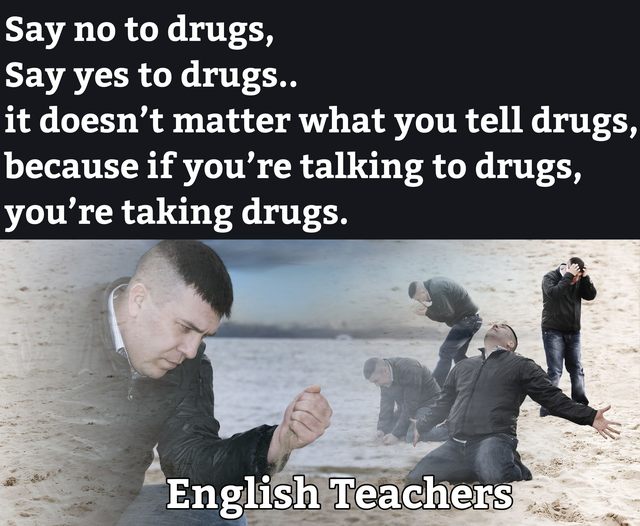 Say no to drugs,
Say yes to drugs..
it doesn’t matter what you tell drugs,
because if you’re talking to drugs,
you’re taking drugs.
English Teachers